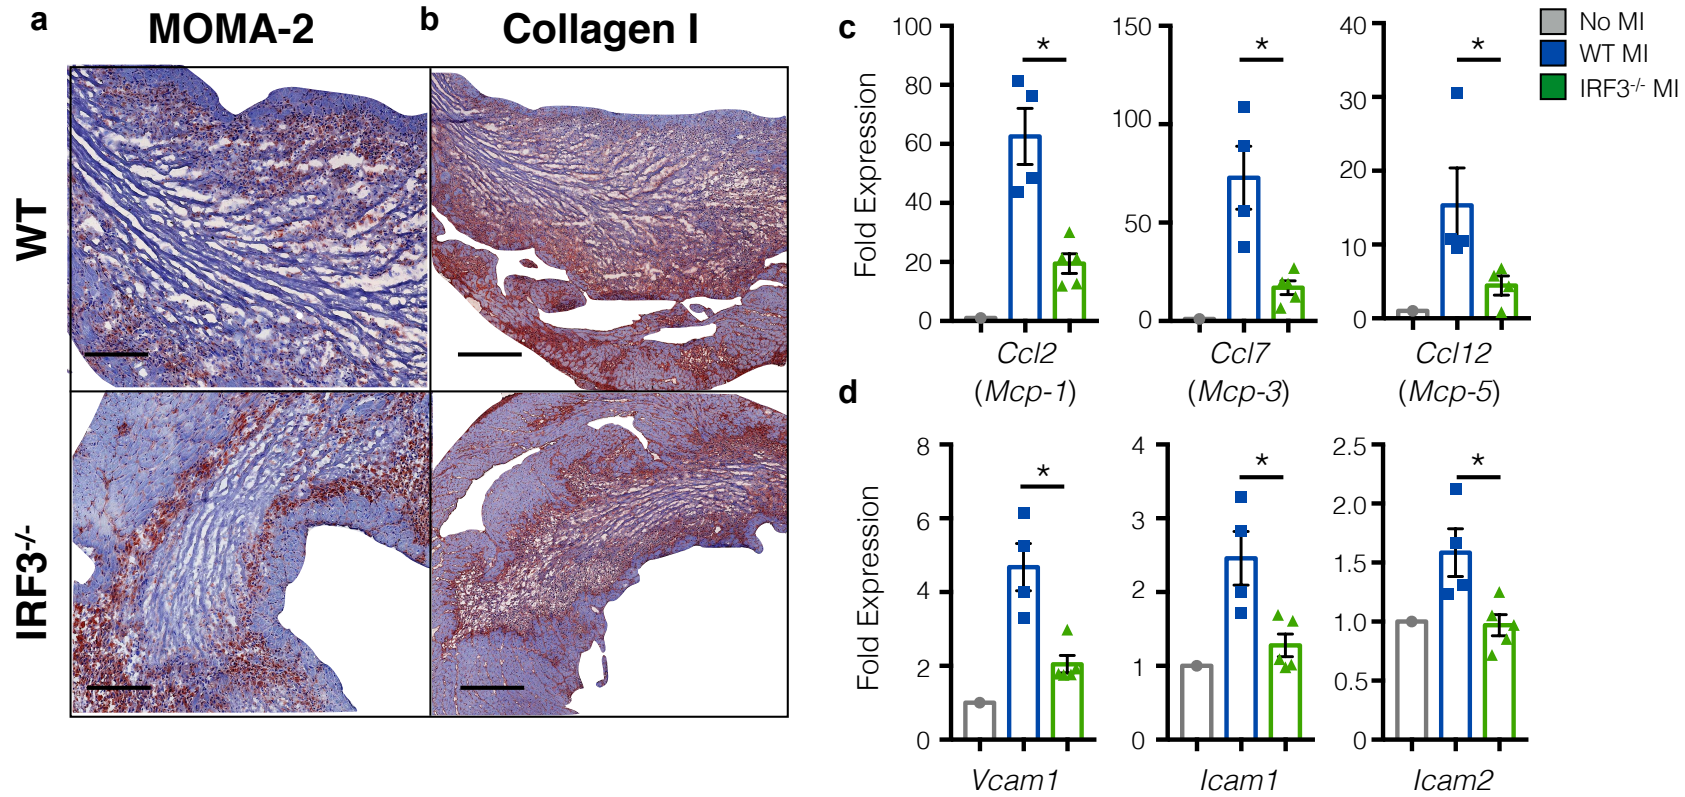 a
MOMA-2
b
Collagen I
WT
IRF3-/-
c
No MI
WT MI
IRF3-/- MI
Fold Expression
100
80
60
40
20
0
*
Ccl2
(Mcp-1)
150
100
50
0
*
Ccl7
(Mcp-3)
40
30
20
10
0
*
Ccl12
(Mcp-5)
d
Fold Expression
8
6
4
2
0
*
Vcam1
4
3
2
1
0
*
Icam1
2.5
2.0
1.5
1.0
0.5
0
*
Icam2